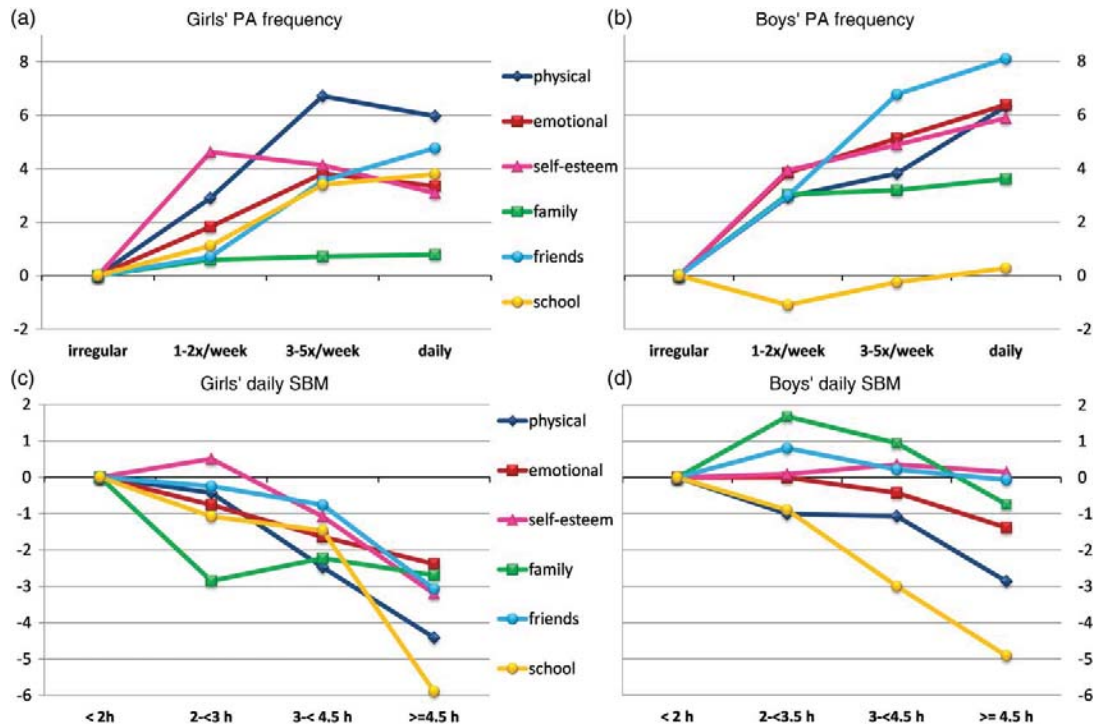 (a) Girls' PA frequency
8
6
4
2
0
-2
irregular 1-2x/week 3-5x/week daily
physical
emotional
self-esteem
family
friends
school
(b) Boys' PA frequency
8
6
4
2
0
-2
irregular 1-2x/week 3-5x/week daily
(c) Girls' daily SBM
2
1
0
-1
-2
-3
-4
-5
-6
< 2h 2-<3 h 3-< 4.5 h >=4.5 h
physical
emotional
self-esteem
family
friends
school
(d) Boys' daily SBM
2
1
0
-1
-2
-3
-4
-5
-6
< 2 h 2-<3.5 h 3-<4.5 h >= 4.5 h